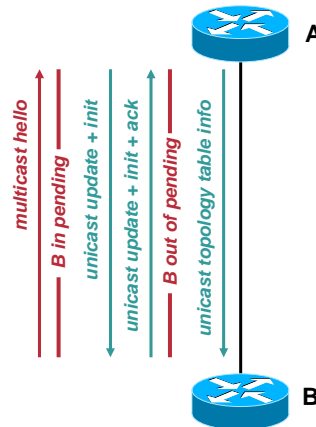 A
multicast hello
B in pending
unicast update + init
unicast update + init + ack
B out of pending
unicast topology table info
B